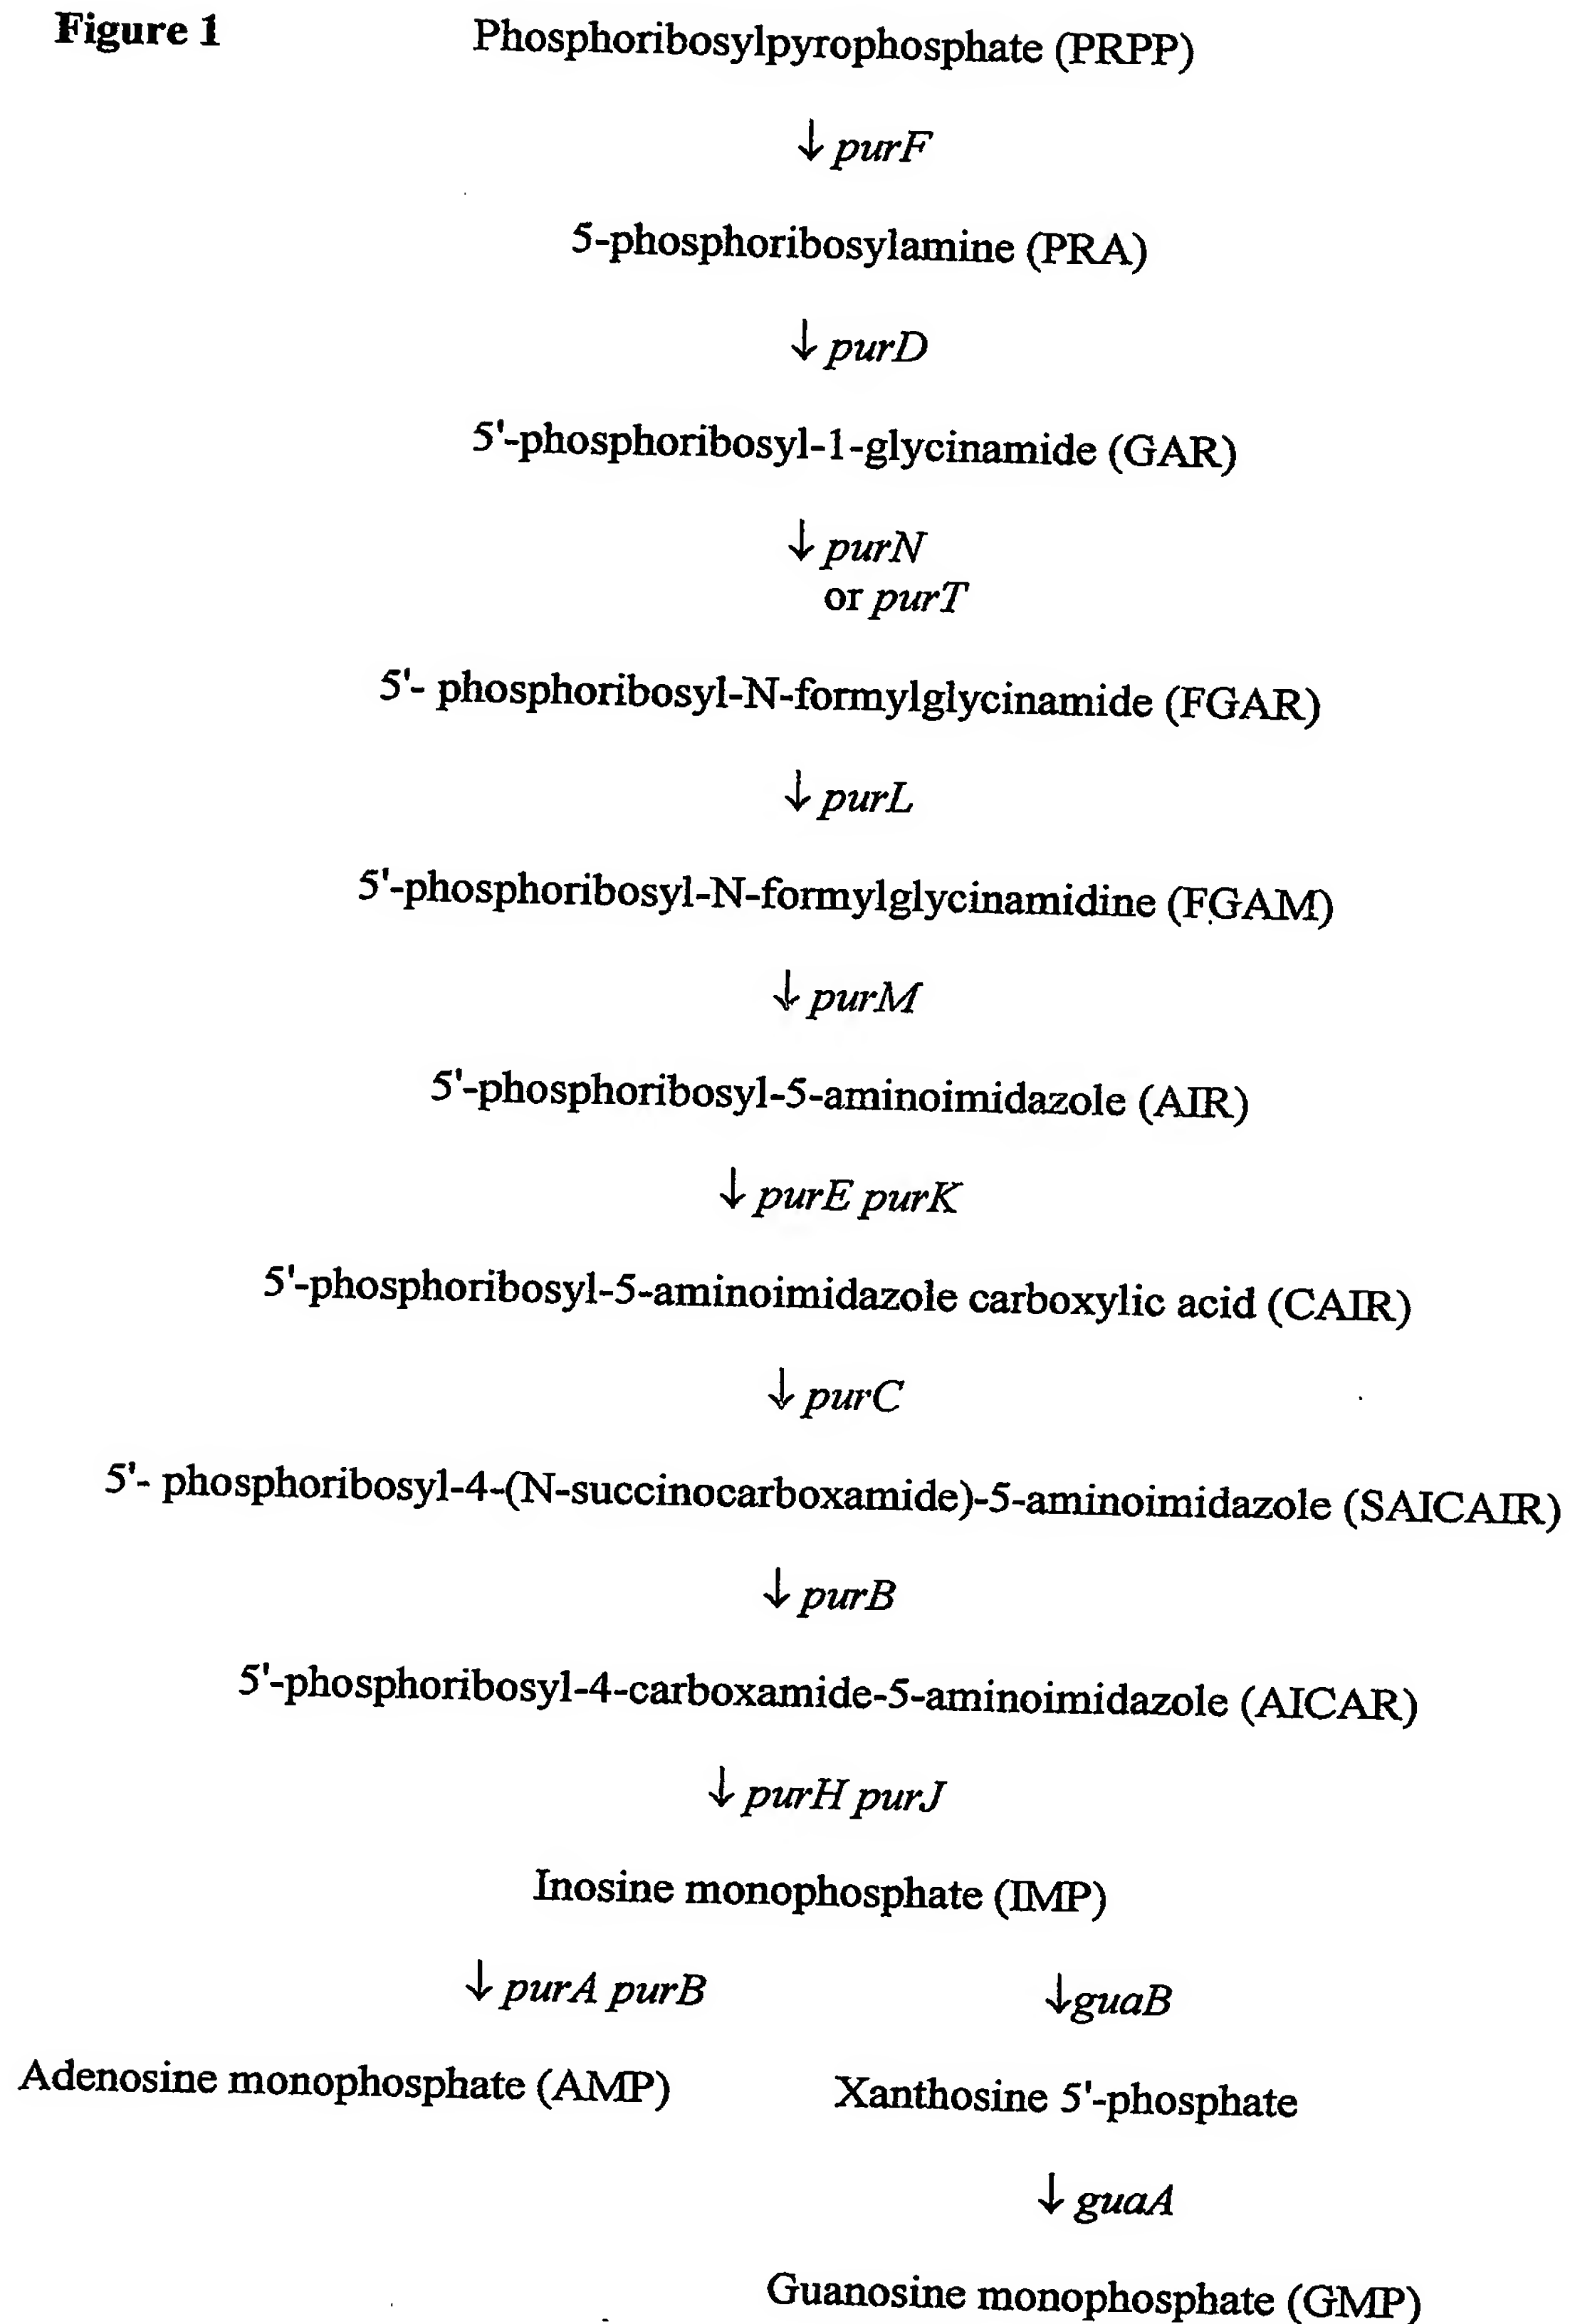 Figure 1
Phosphoribosylpyrophosphate (PRPP)
↓ purF
5-phosphoribosylamine (PRA)
↓ purD
5'-phosphoribosyl-1-glycinamide (GAR)
↓ purN
or purT
5'- phosphoribosyl-N-formylglycinamide (FGAR)
↓ purL
5'-phosphoribosyl-N-formylglycinamidine (FGAM)
↓ purM
5'-phosphoribosyl-5-aminoimidazole (AIR)
↓ purE purK
5'-phosphoribosyl-5-aminoimidazole carboxylic acid (CAIR)
↓ purC
5'- phosphoribosyl-4-(N-succinocarboxamide)-5-aminoimidazole (SAICAIR)
↓ purB
5'-phosphoribosyl-4-carboxamide-5-aminoimidazole (AICAR)
↓ purH purJ
Inosine monophosphate (IMP)
↓ purA purB ↓guaB
Adenosine monophosphate (AMP) Xanthosine 5'-phosphate
↓ guaA
Guanosine monophosphate (GMP)